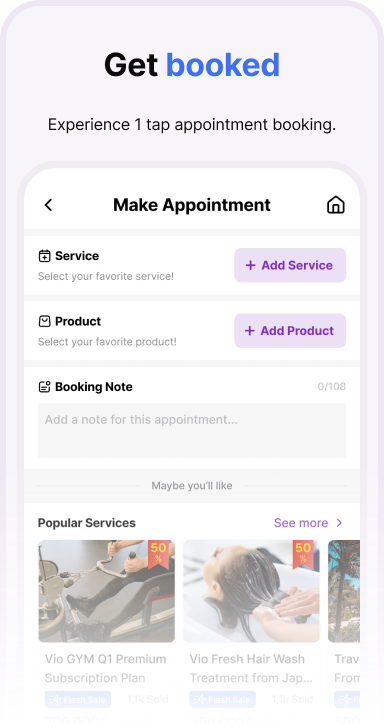 Get booked
Experience 1 tap appointment booking.
Make Appointment
Service
+ Add Service
Select your favorite service!
Product
+ Add Product
Select your favorite product!
Booking Note
0/108
Add a note for this appointment...
Maybe you'll like
Popular Services
See more
50
%
50
%
Vio GYM Q1 Premium
Subscription Plan
Flash Sale
1,1k Sold
Vio Fresh Hair Wash
Treatment from Jap...
Flash Sale
1,1k Sold
Trav
From